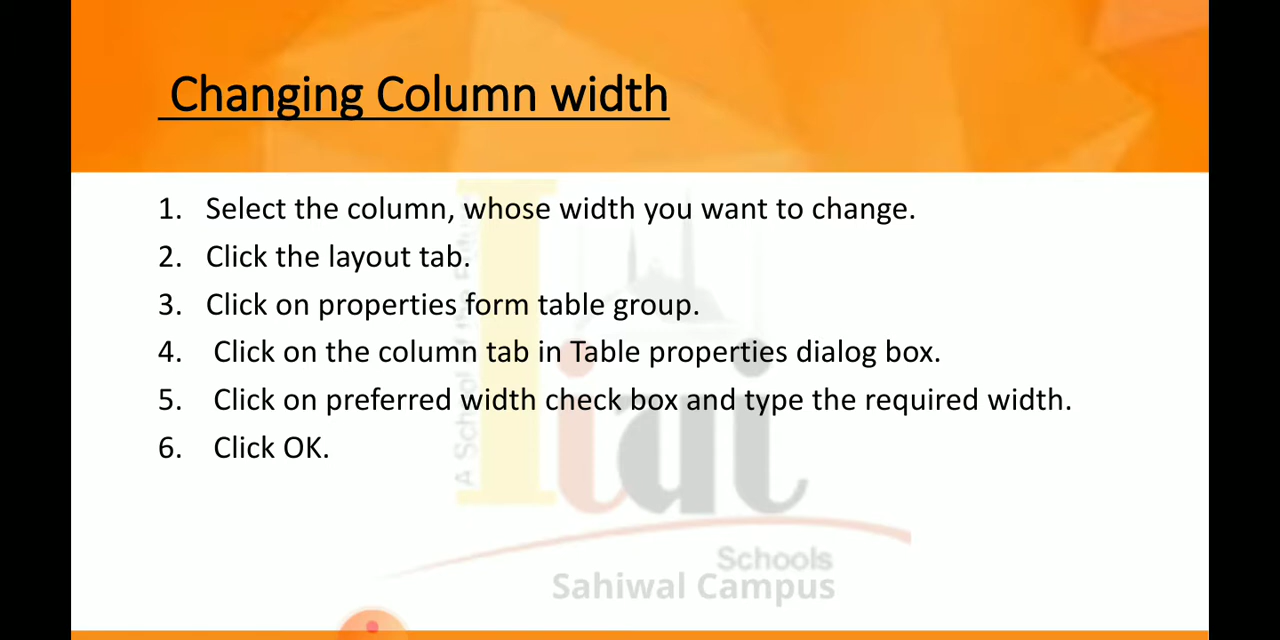 Changing Column width
1. Select the column, whose width you want to change.
2. Click the layout tab.
3. Click on properties form table group.
4. Click on the column tab in Table properties dialog box.
5. Click on preferred width check box and type the required width.
6. Click OK.
Schools
Sahiwal Campus